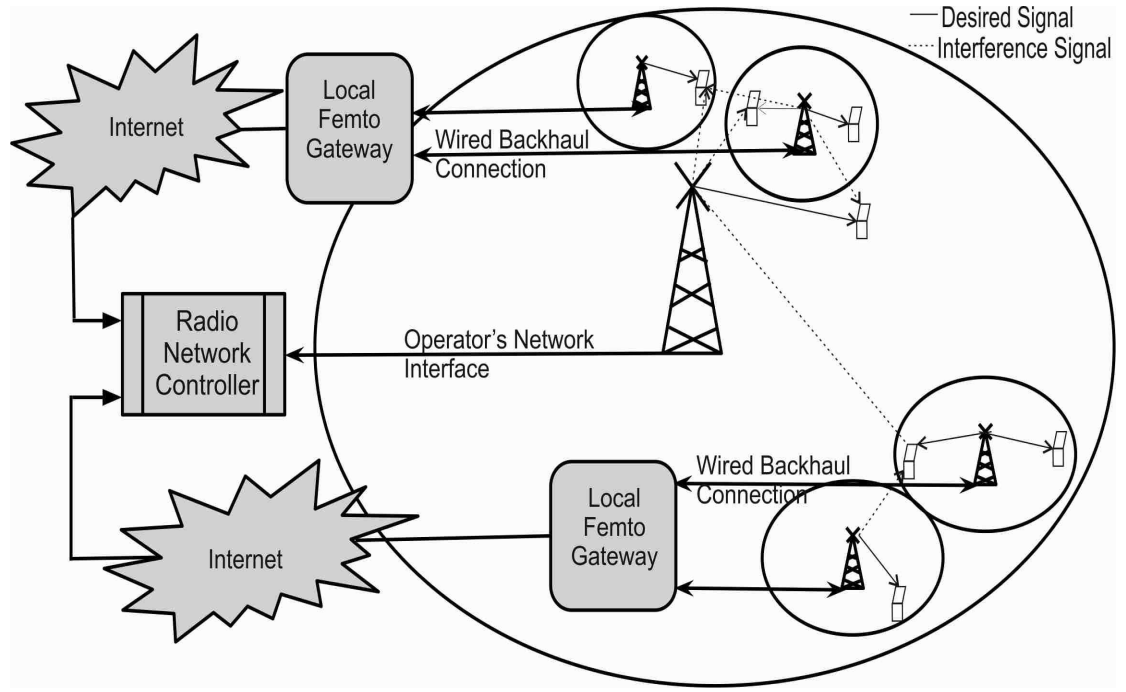 Desired Signal
Interference Signal
Internet
Local
Femto
Gateway
Wired Backhaul
Connection
Radio
Network
Controller
Operator's Network
Interface
Wired Backhaul
Connection
Local
Femto
Gateway
Internet